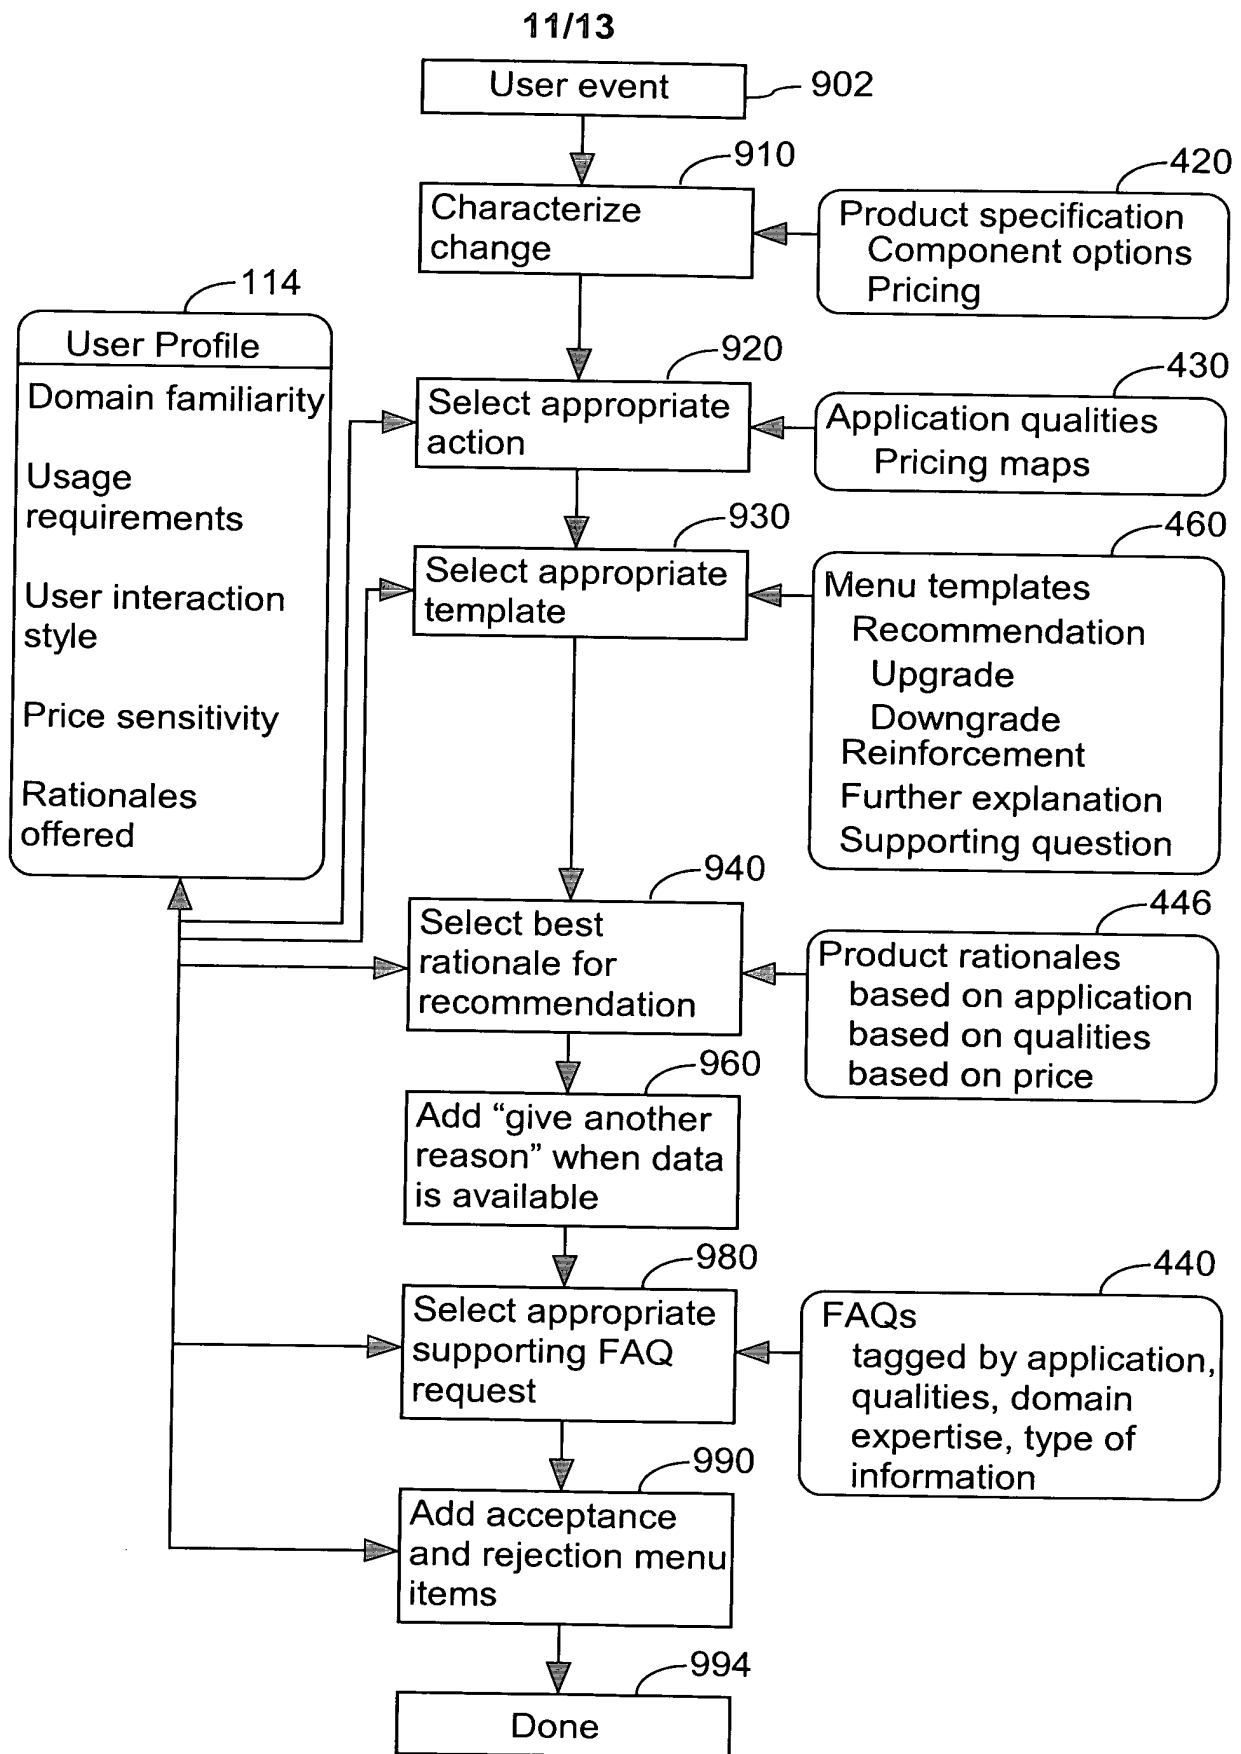 11/13
User event
902
910
Characterize
change
420
Product specification
Component options
Pricing
114
User Profile
Domain familiarity
Usage
requirements
User interaction
style
Price sensitivity
Rationales
offered
920
Select appropriate
action
430
Application qualities
Pricing maps
930
Select appropriate
template
460
Menu templates
Recommendation
Upgrade
Downgrade
Reinforcement
Further explanation
Supporting question
940
Select best
rationale for
recommendation
446
Product rationales
based on application
based on qualities
based on price
960
Add “give another
reason” when data
is available
980
Select appropriate
supporting FAQ
request
440
FAQs
tagged by application,
qualities, domain
expertise, type of
information
990
Add acceptance
and rejection menu
items
994
Done